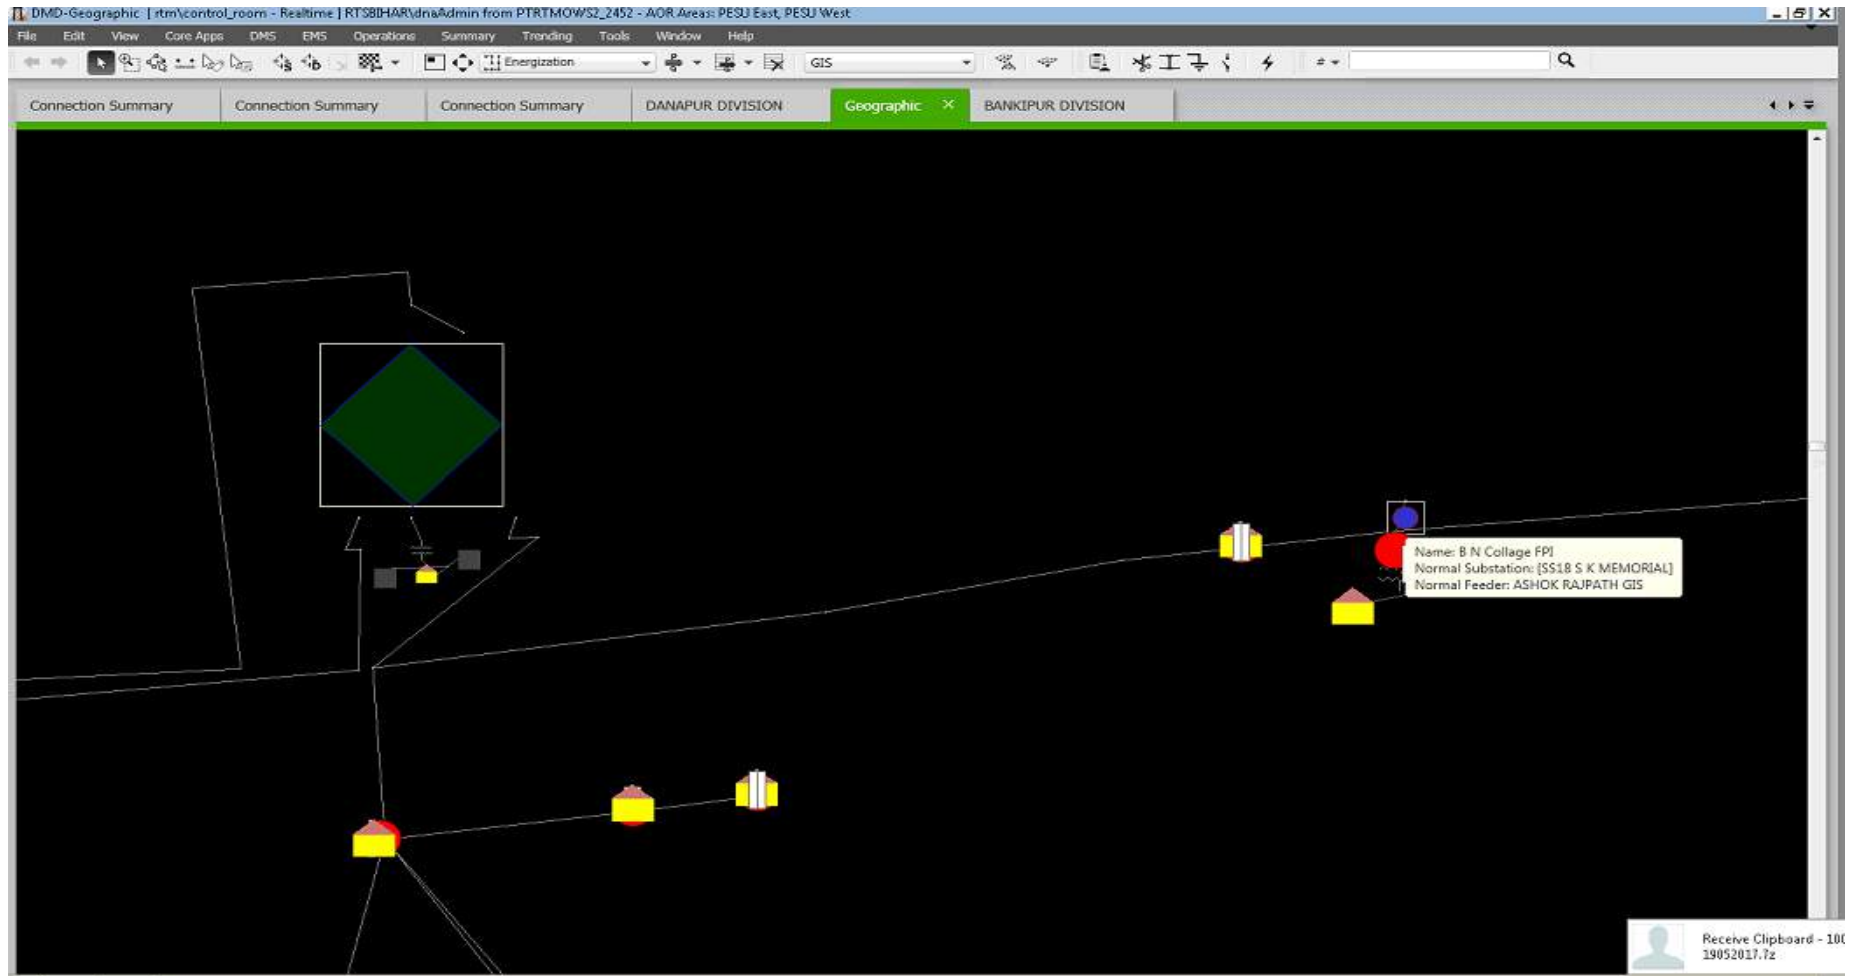 DMD-Geographic [ rtm\control_room - Realtime ] RTSBIHAR\dnaAdmin from PTRTMOWS2_2452 - AOR Areas: PESU East, PESU West
File Edit View Core Apps DMS EMS Operations Summary Trending Tools Window Help
Energization GIS # 
Connection Summary Connection Summary Connection Summary DANAPUR DIVISION Geographic × BANKIPUR DIVISION
Name: B N Collage FPI
Normal Substation: [SS18 S K MEMORIAL]
Normal Feeder: ASHOK RAJPATH GIS
Receive Clipboard - 100
19052017.7z